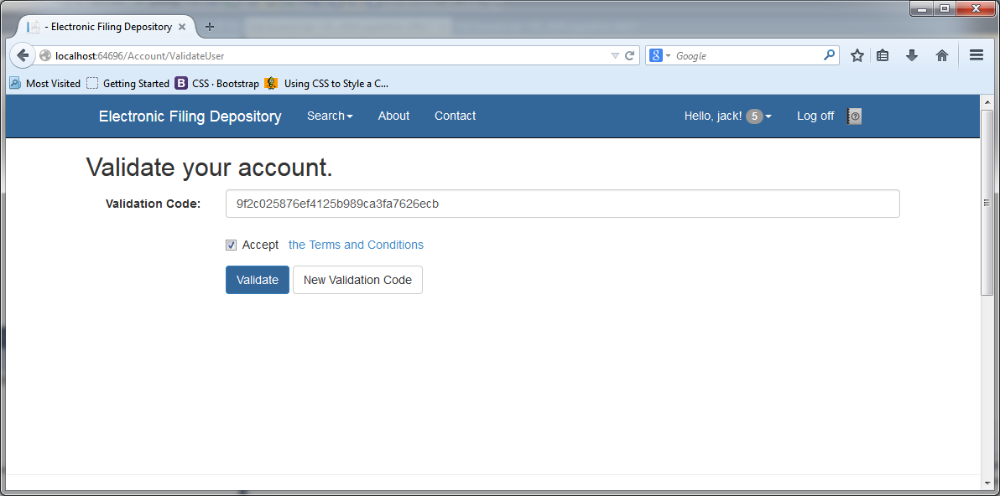 - Electronic Filing Depository
localhost:64696/Account/ValidateUser
Google
Most Visited Getting Started B CSS · Bootstrap Using CSS to Style a C...
Electronic Filing Depository Search About Contact Hello, jack! 5 Log off
Validate your account.
Validation Code: 9f2c025876ef4125b989ca3fa7626ecb
Accept the Terms and Conditions
Validate New Validation Code